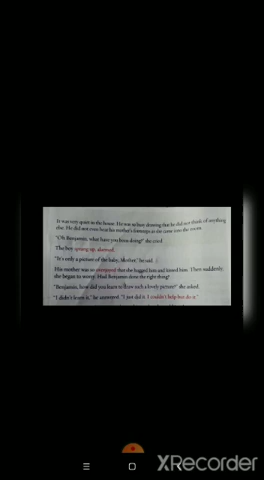 It was very quiet in the house. He was so busy drawing that he did not think of anything
else. He did not even hear his mother's footsteps as she came into the room.
"Oh Benjamin, what have you been doing?" she cried.
The boy sprang up, alarmed.
"It's only a picture of the baby, Mother," he said.
His mother was so overjoyed that she hugged him and kissed him. Then suddenly,
she began to worry. Had Benjamin done the right thing?
"Benjamin, how did you learn to draw such a lovely picture?" she asked.
"I didn't learn it," he answered. "I just did it. I couldn't help but do it."
XRecorder